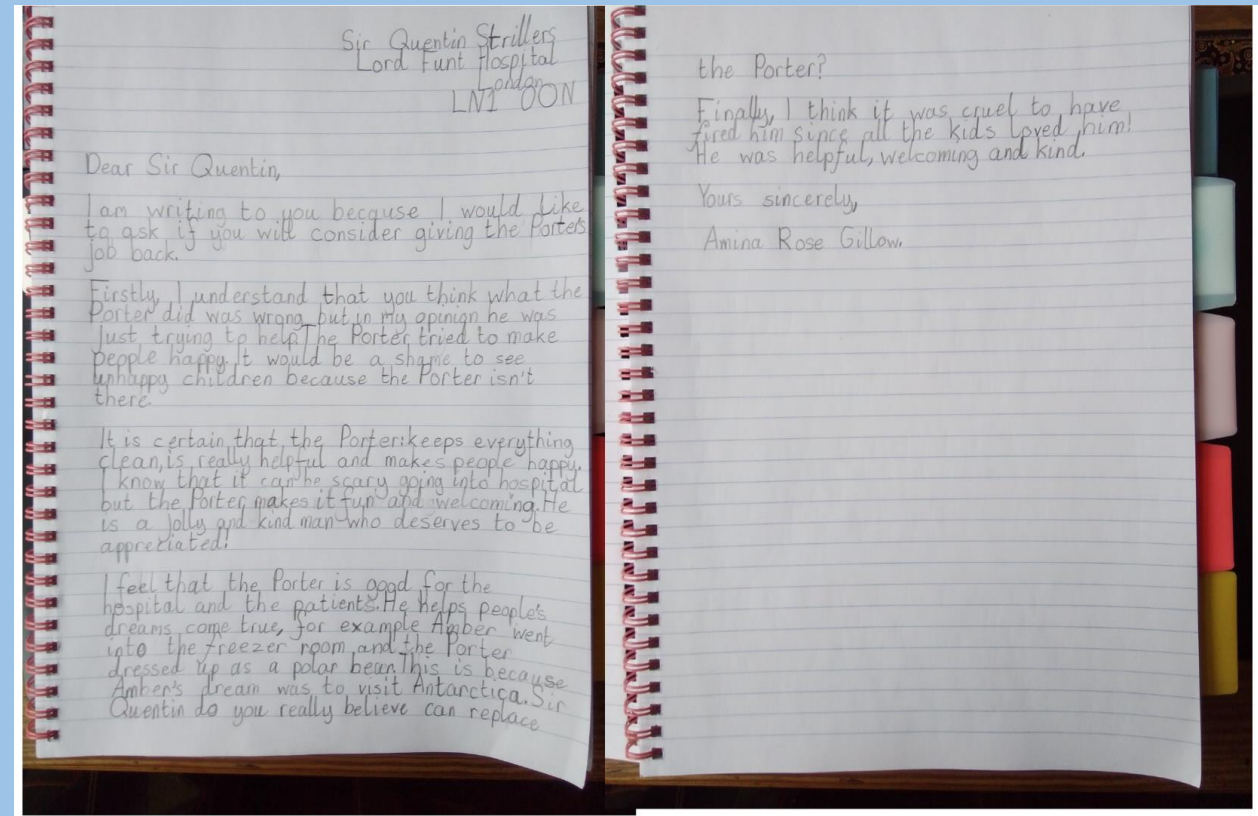 Sir Quentin Strillers
Lord Funt Hospital
London
LN1 OON
Dear Sir Quentin,
I am writing to you because I would like
to ask if you will consider giving the Porter's
job back.
Firstly, I understand that you think what the
Porter did was wrong but in my opinion he was
just trying to help.The Porter tried to make
people happy.It would be a shame to see
unhappy children because the Porter isn't
there.
It is certain that the Porter:keeps everything
clean,is really helpful and makes people happy.
I know that it can be scary going into hospital
but the Porter makes it fun and welcoming.He
is a jolly and kind man who deserves to be
appretiated!
I feel that the Porter is good for the
hospital and the patients.He helps people's
dreams come true, for example Amber went
into the freezer room and the Porter
dressed up as a polar bear.This is because
Amber's dream was to visit Antarctica.Sir
Quentin do you really believe can replace
the Porter?
Finally, I think it was cruel to have
fired him since all the kids loved him!
He was helpful, welcoming and kind.
Yours sincerely,
Amina Rose Gillow.